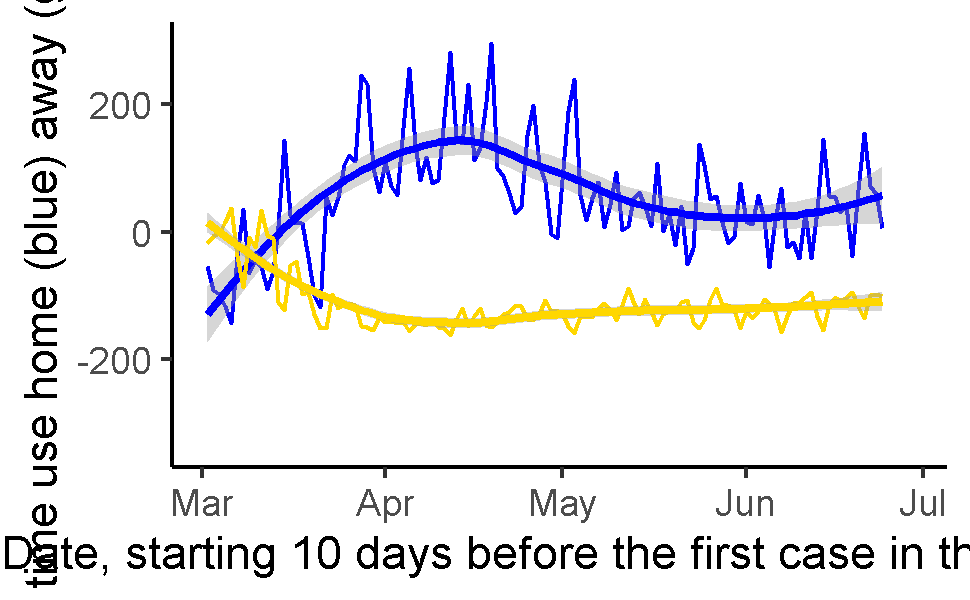 time use home (blue) away (
200
0
-200
Mar Apr May Jun Jul
Date, starting 10 days before the first case in th